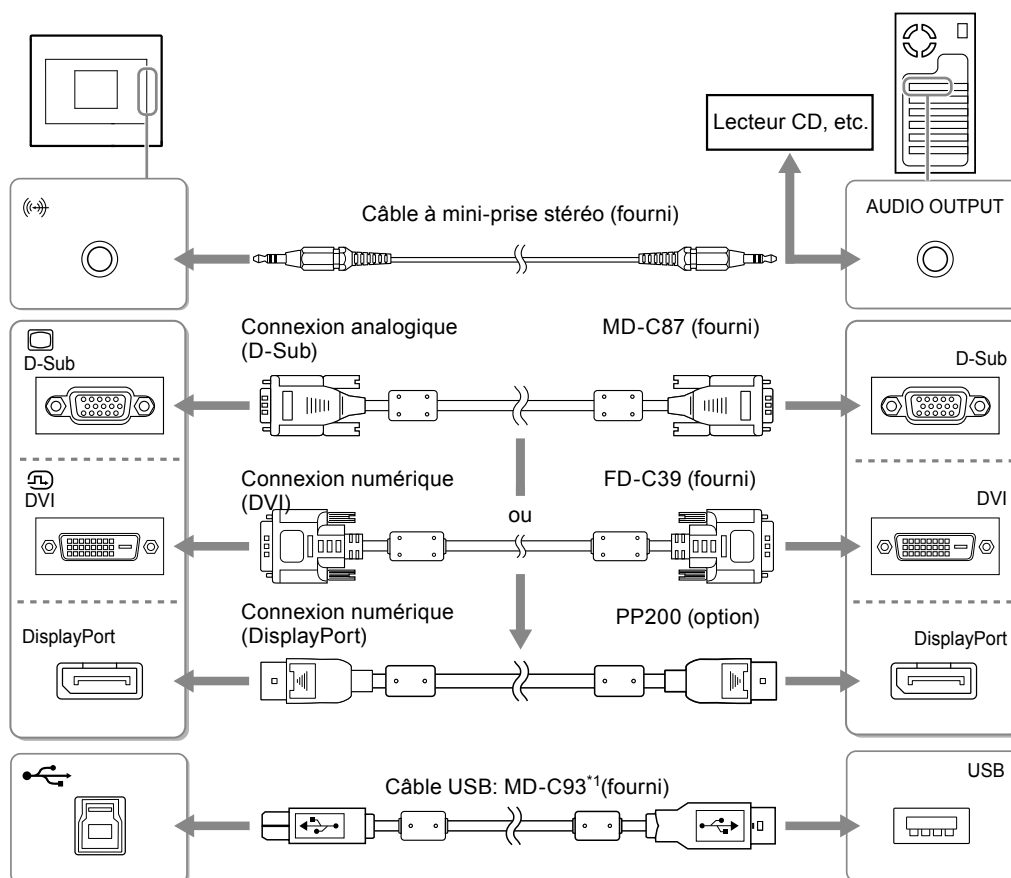 Lecteur CD, etc.
AUDIO OUTPUT
Câble à mini-prise stéréo (fourni)
D-Sub
Connexion analogique
(D-Sub)
MD-C87 (fourni)
D-Sub
DVI
Connexion numérique
(DVI)
FD-C39 (fourni)
DVI
ou
DisplayPort
Connexion numérique
(DisplayPort)
PP200 (option)
DisplayPort
Câble USB: MD-C93*1(fourni)
USB